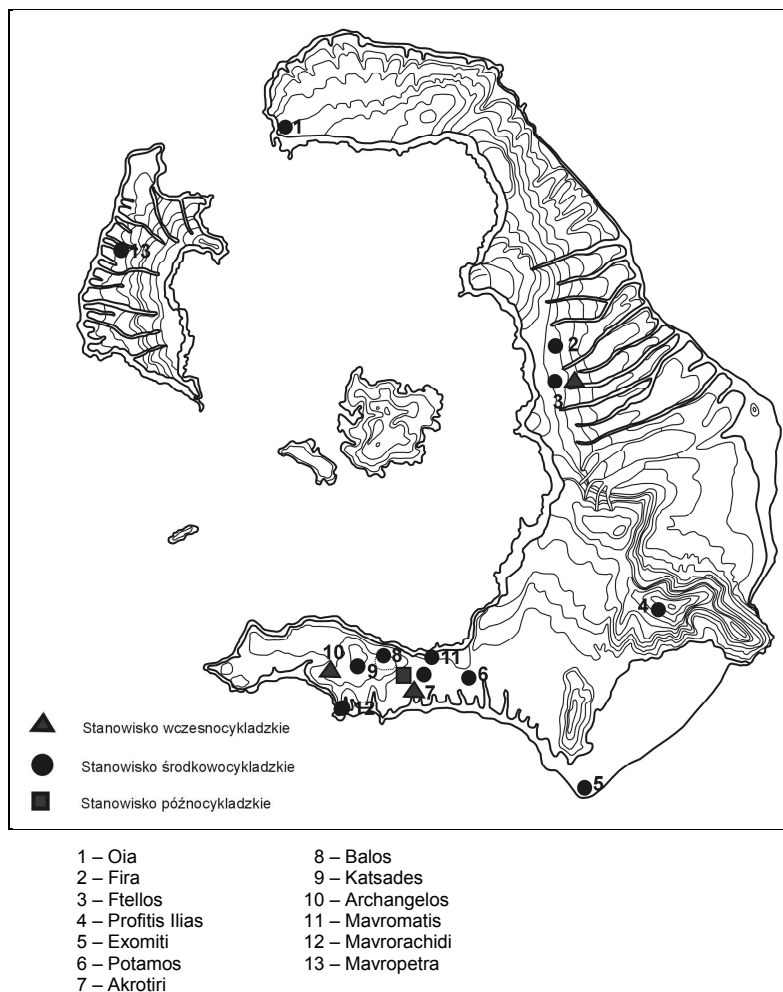 1
13
2
3
4
10
8
11
9
6
7
12
5
Stanowisko wczesnocykladzkie
Stanowisko środkowocykladzkie
Stanowisko późnocykladzkie
1 – Oia
2 – Fira
3 – Ftellos
4 – Profitis Ilias
5 – Exomiti
6 – Potamos
7 – Akrotiri
8 – Balos
9 – Katsades
10 – Archangelos
11 – Mavromatis
12 – Mavrorachidi
13 – Mavropetra